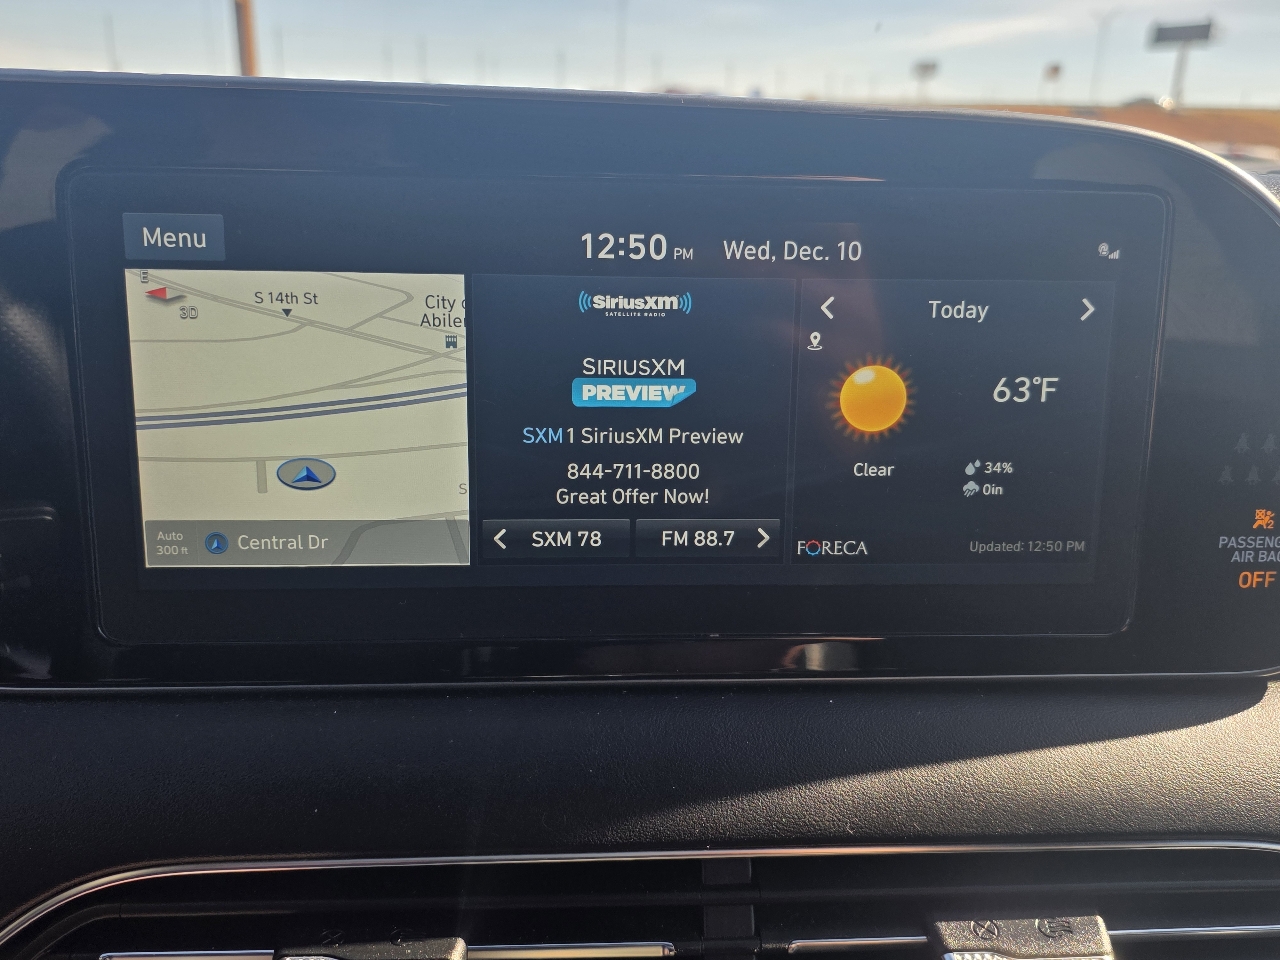 Menu
12:50 PM Wed, Dec. 10
E
3D
S 14th St
City
Abile
S
Auto
300 ft
Central Dr
SiriusXM
SATELLITE RADIO
SIRIUSXM
PREVIEW
SXM1 SiriusXM Preview
844-711-8800
Great Offer Now!
SXM 78
FM 88.7
Today
63°F
Clear
34%
0in
FORECA
Updated: 12:50 PM
PASSENG
AIR BA
OFF